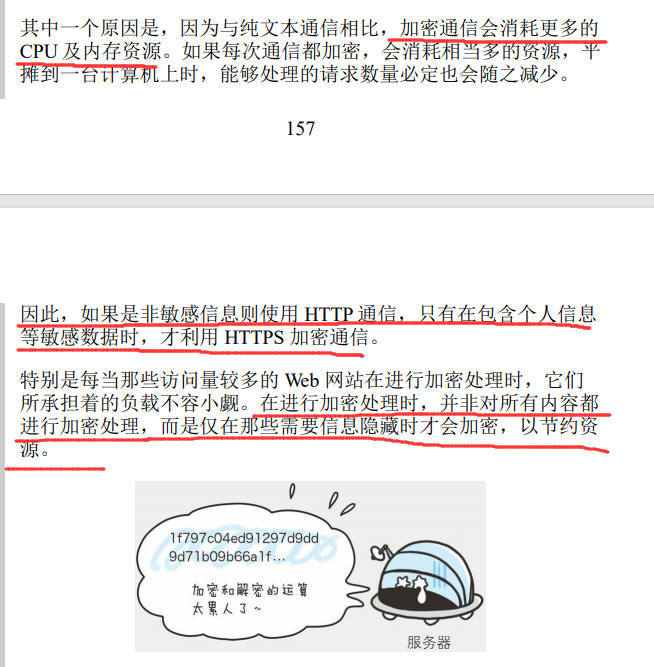 其中一个原因是，因为与纯文本通信相比，加密通信会消耗更多的
CPU 及内存资源。如果每次通信都加密，会消耗相当多的资源，平
摊到一台计算机上时，能够处理的请求数量必定也会随之减少。
157
因此，如果是非敏感信息则使用 HTTP 通信，只有在包含个人信息
等敏感数据时，才利用 HTTPS 加密通信。
特别是每当那些访问量较多的 Web 网站在进行加密处理时，它们
所承担着的负载不容小觑。在进行加密处理时，并非对所有内容都
进行加密处理，而是仅在那些需要信息隐藏时才会加密，以节约资
源。
1f797c04ed91297d9dd
9d71b09b66a1f...
加密和解密的运算
太累人了~
服务器